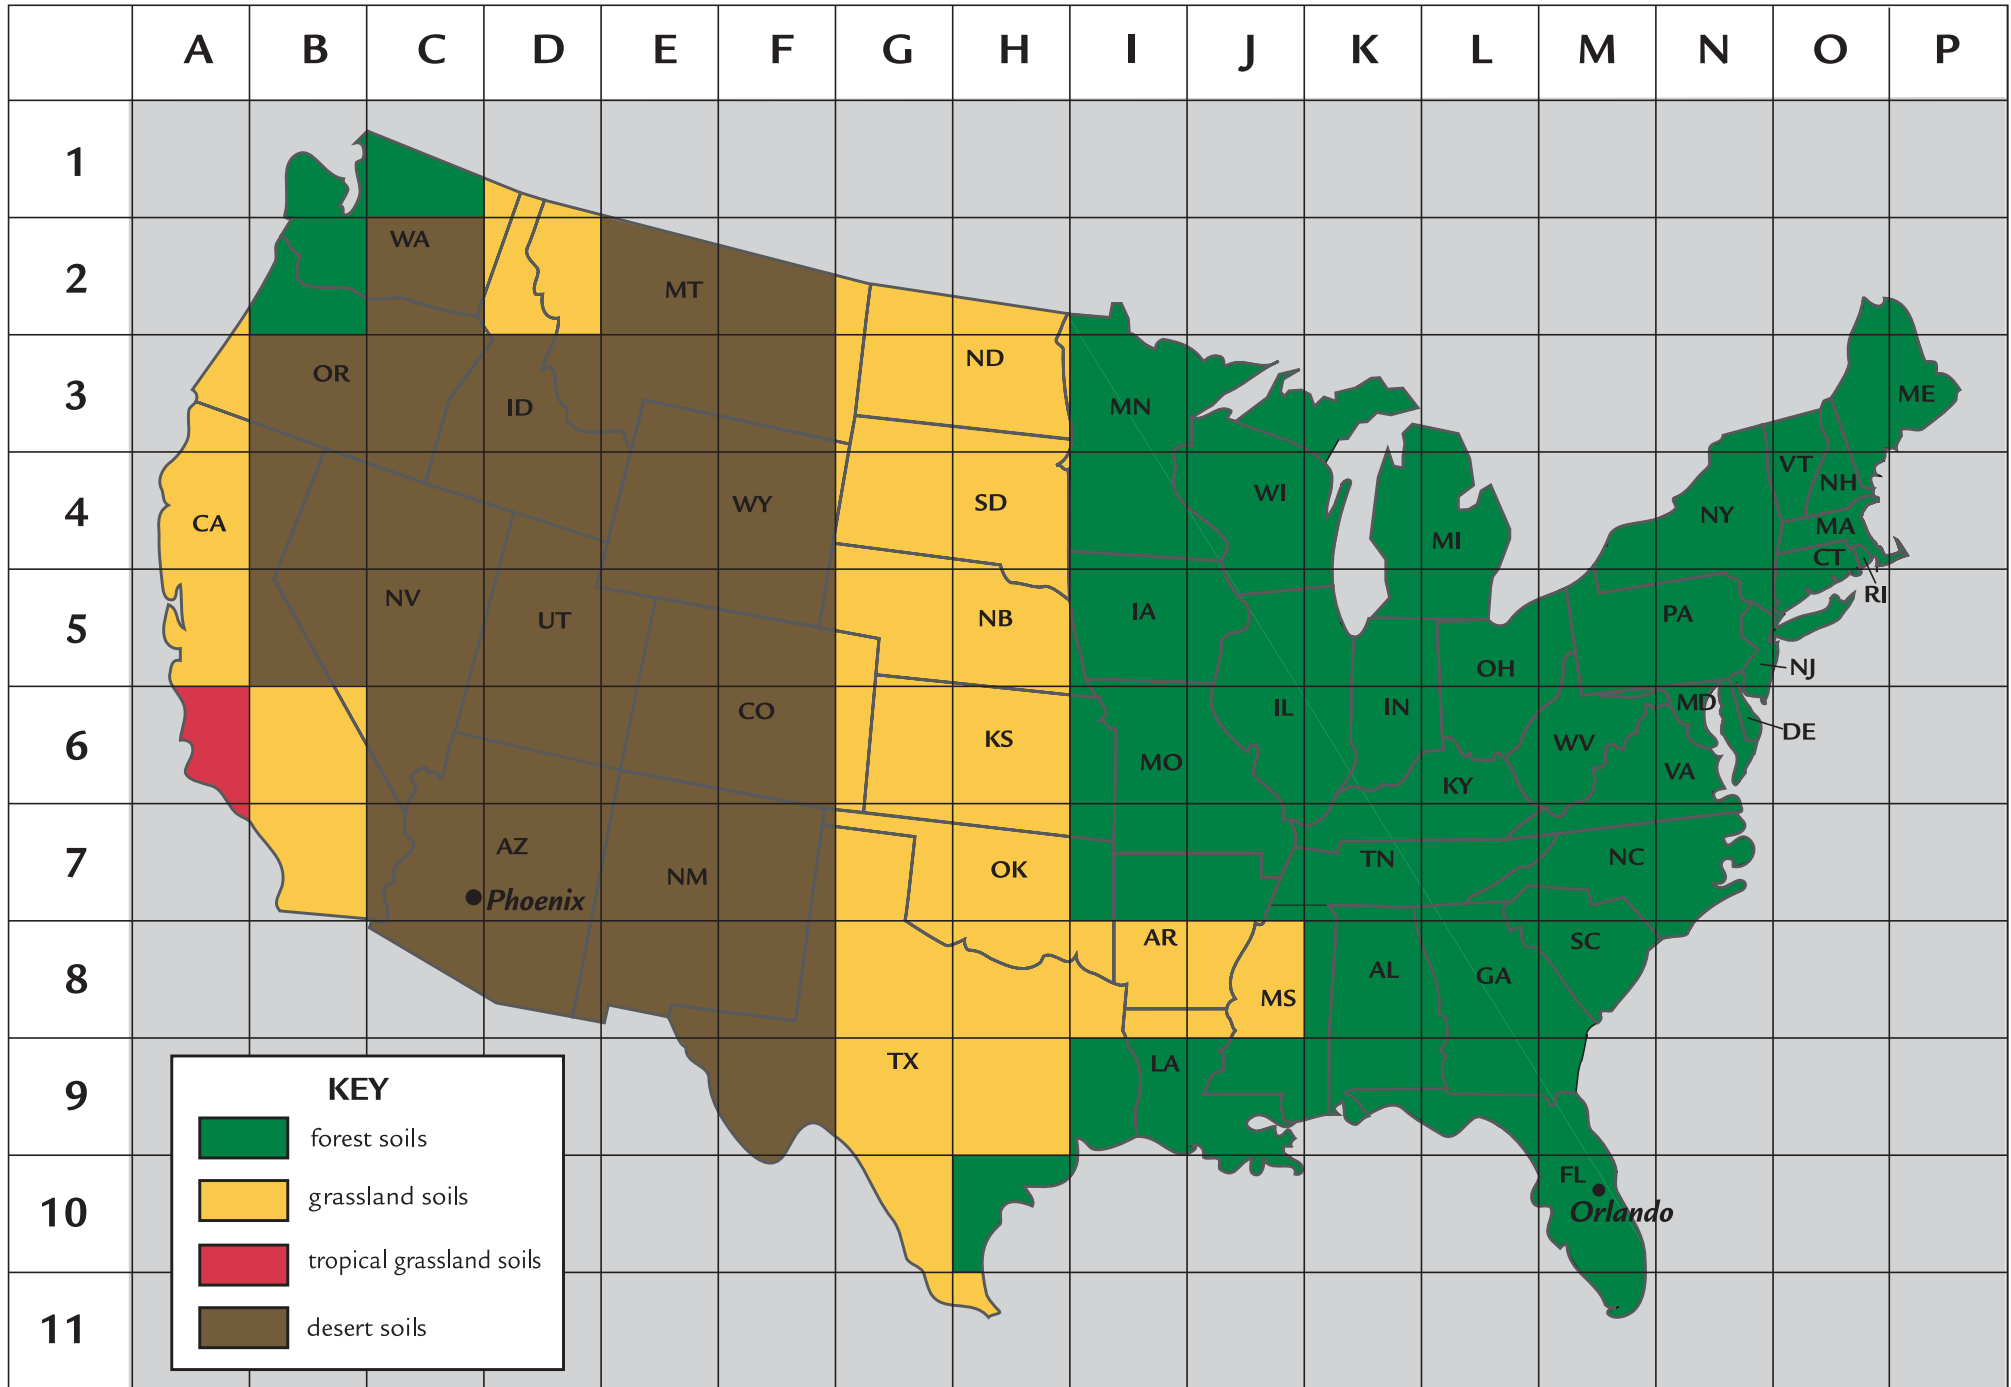 A B C D E F G H I J K L M N O P
1
2
3
4
5
6
7
8
9
10
11
WA
MT
OR
ID
ND
MN
ME
CA
WY
SD
WI
MI
NY
VT
NH
MA
CT
RI
NV
UT
NB
IA
PA
OH
NJ
CO
KS
MO
IL
IN
WV
MD
DE
KY
VA
AZ
Phoenix
NM
OK
TN
NC
AR
MS
AL
GA
SC
TX
LA
FL
Orlando
KEY
forest soils
grassland soils
tropical grassland soils
desert soils